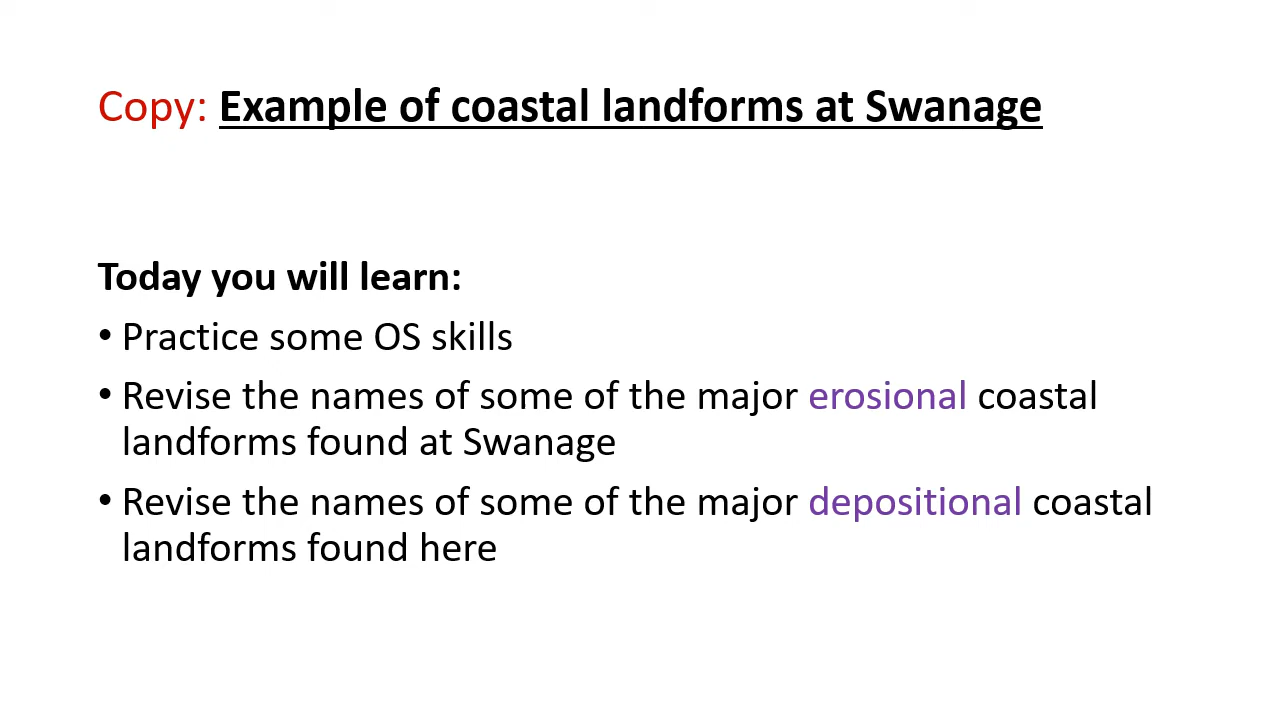 Copy: Example of coastal landforms at Swanage
Today you will learn:
• Practice some OS skills
• Revise the names of some of the major erosional coastal
landforms found at Swanage
• Revise the names of some of the major depositional coastal
landforms found here